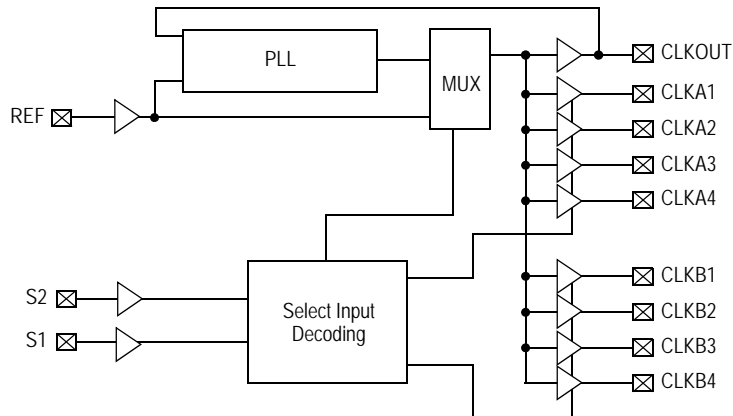 PLL
MUX
REF
CLKOUT
CLKA1
CLKA2
CLKA3
CLKA4
S2
S1
Select Input
Decoding
CLKB1
CLKB2
CLKB3
CLKB4